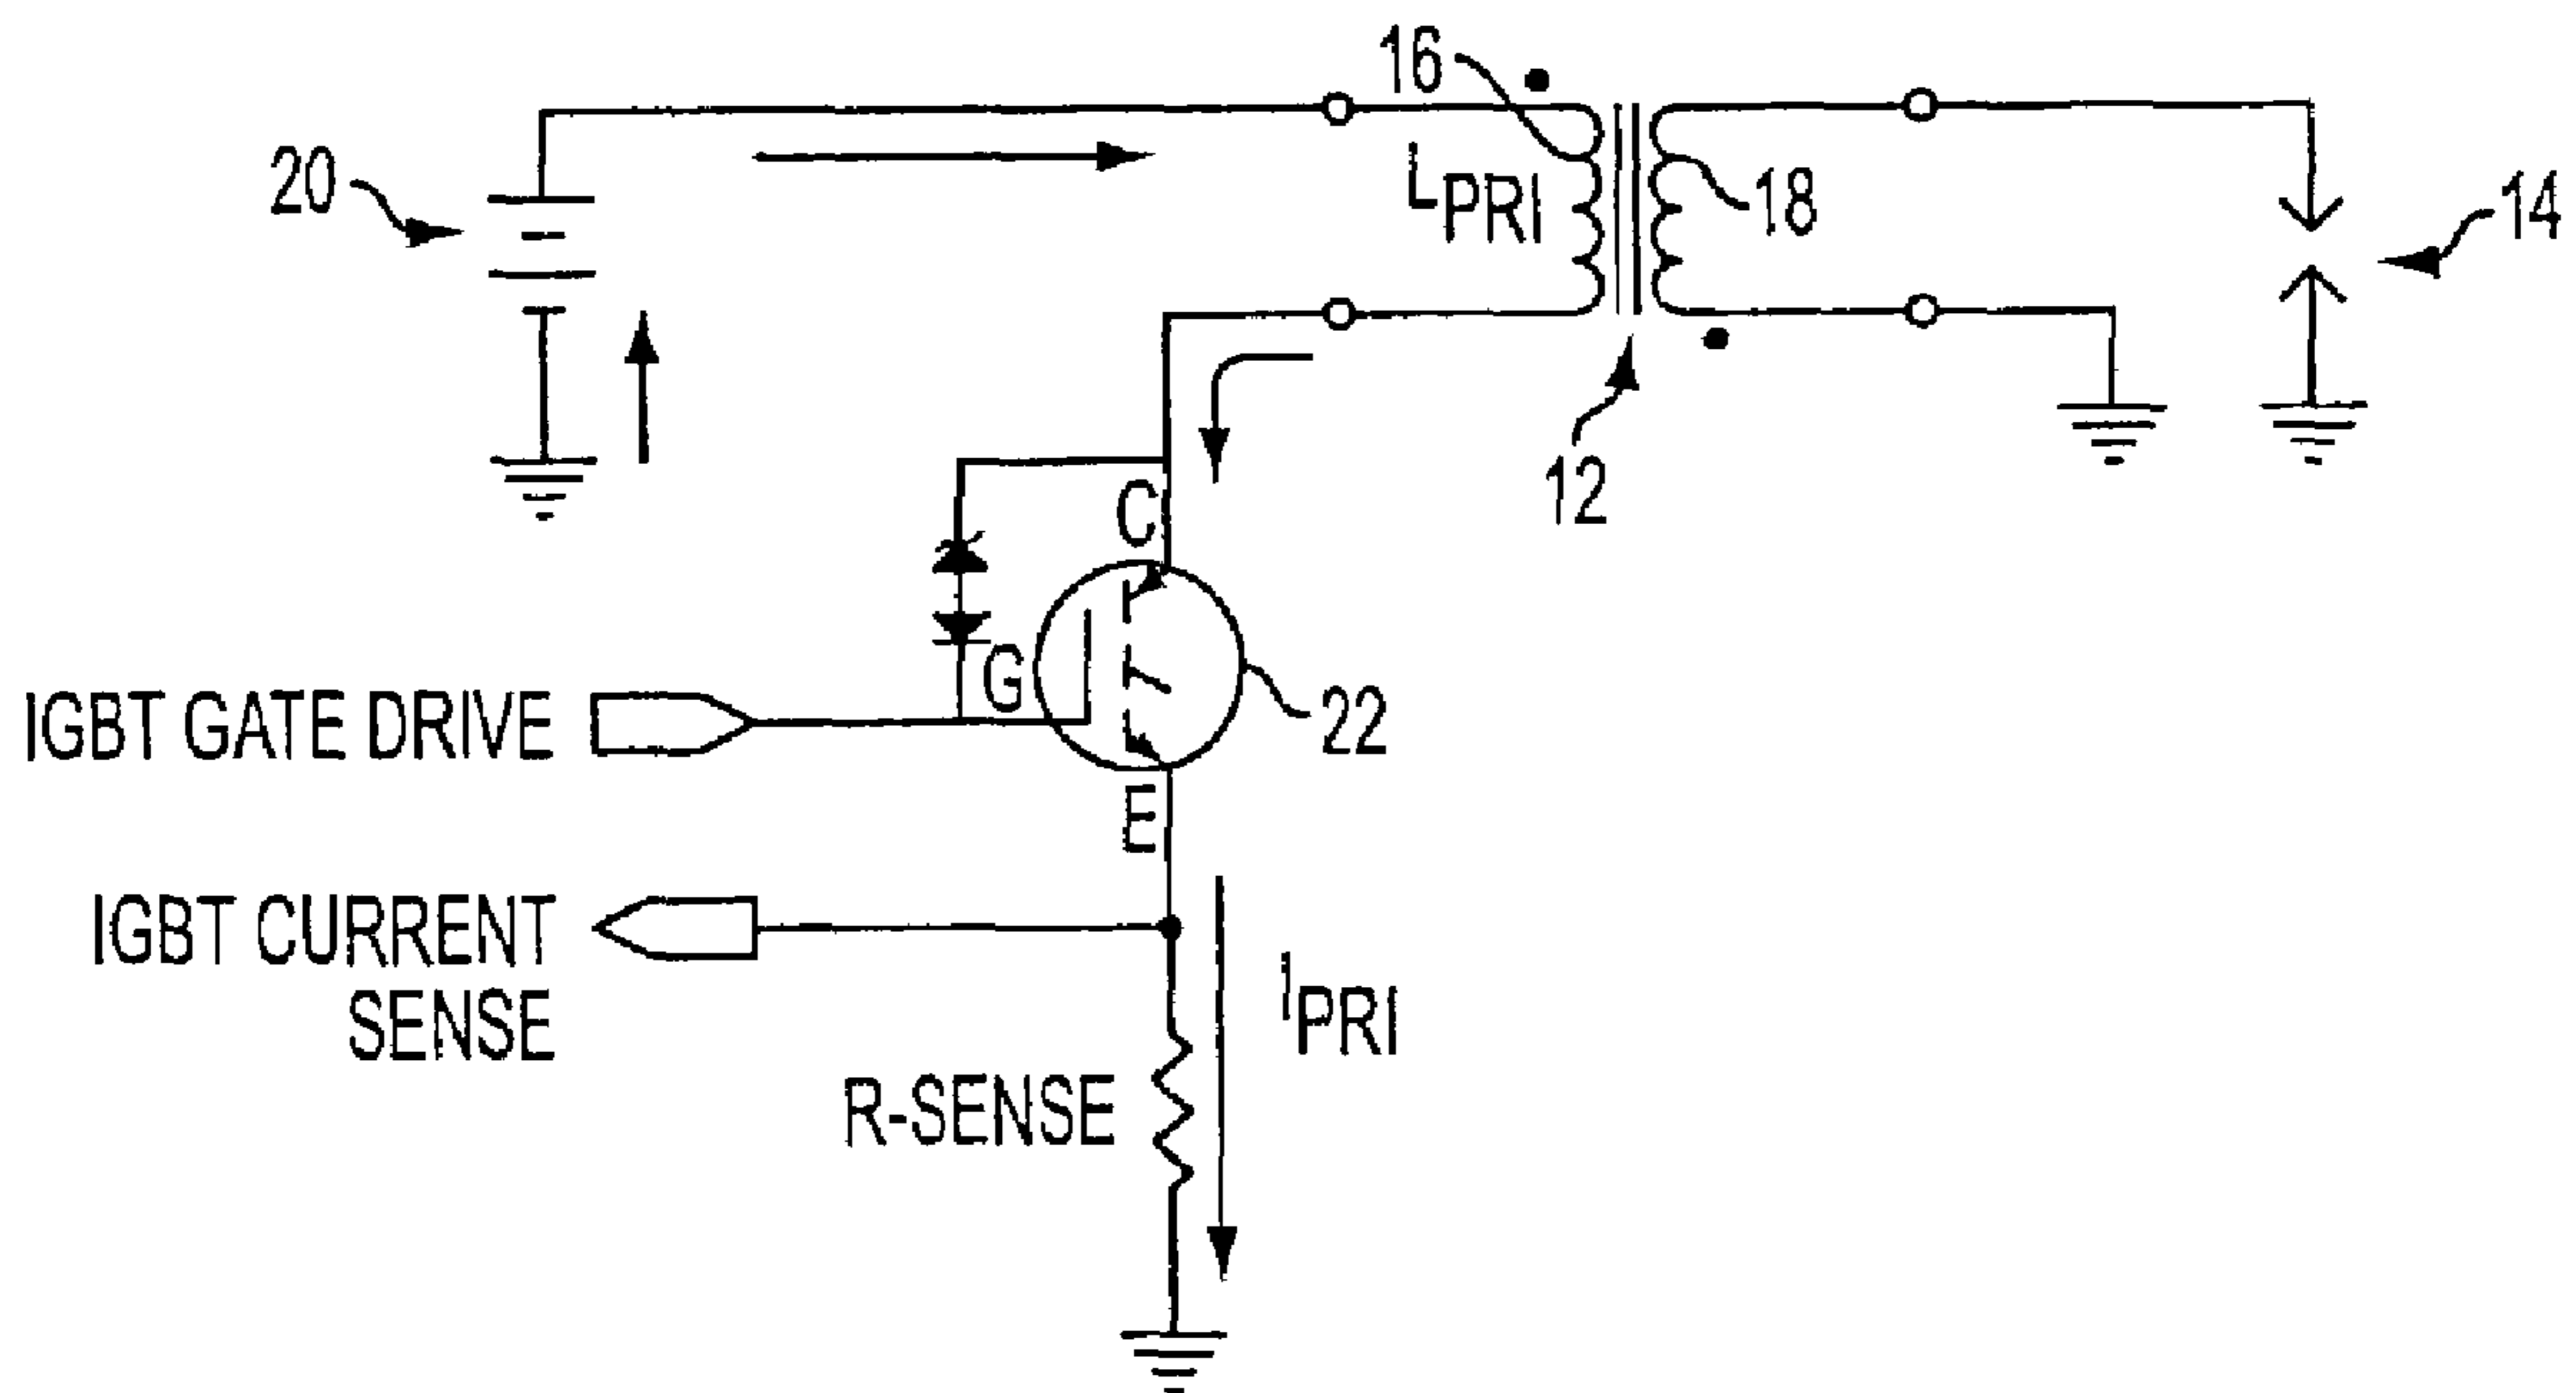 16
20
LPRI
18
14
12
C
G
IGBT GATE DRIVE
22
E
IGBT CURRENT
SENSE
IPRI
R-SENSE